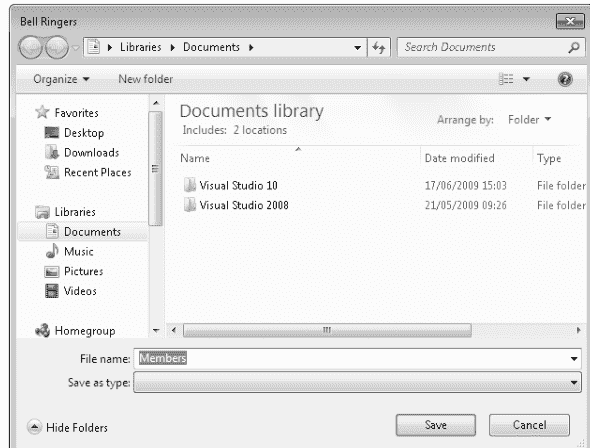 Bell Ringers
Libraries Documents Search Documents
Organize New folder
Favorites
Desktop
Downloads
Recent Places
Libraries
Documents
Music
Pictures
Videos
Homegroup
Documents library
Includes: 2 locations
Arrange by: Folder
Name Date modified Type
Visual Studio 10 17/06/2009 15:03 File folder
Visual Studio 2008 21/05/2009 09:26 File folder
File name: Members
Save as type:
Hide Folders Save Cancel